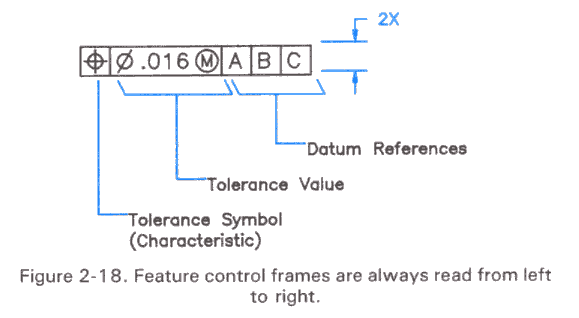 2X
⌖ ⌀ .016 Ⓜ A B C
Datum References
Tolerance Value
Tolerance Symbol
(Characteristic)
Figure 2-18. Feature control frames are always read from left
to right.